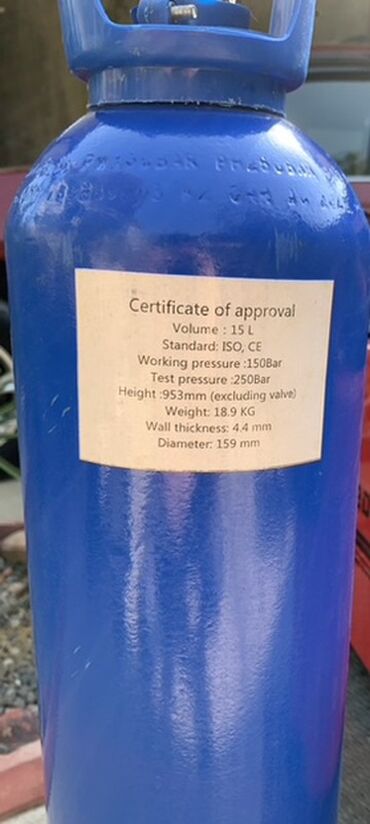 Certificate of approval
Volume : 15 L
Standard: ISO, CE
Working pressure :150Bar
Test pressure :250Bar
Height :953mm (excluding valve)
Weight: 18.9 KG
Wall thickness: 4.4 mm
Diameter: 159 mm